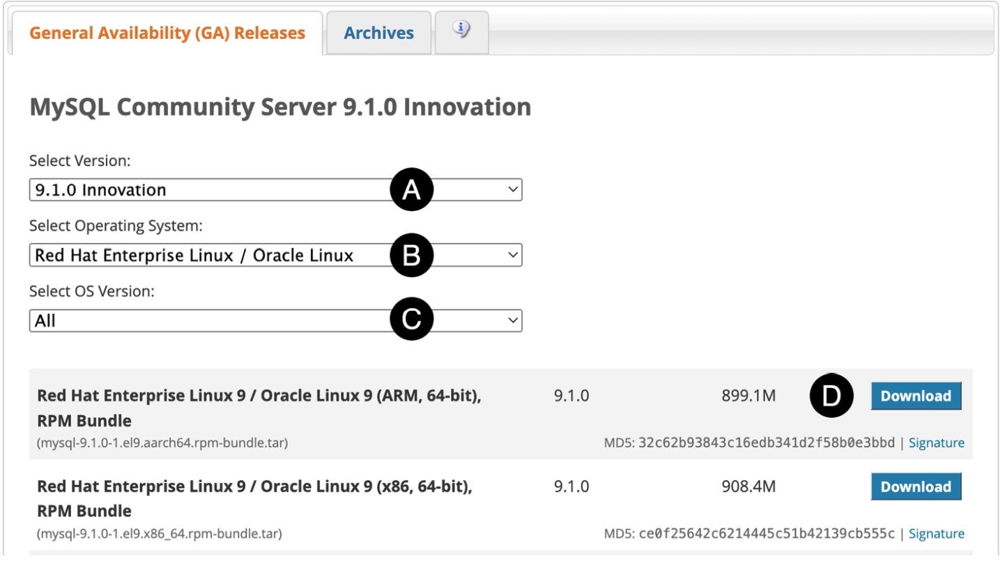 General Availability (GA) Releases
Archives
i
MySQL Community Server 9.1.0 Innovation
Select Version:
9.1.0 Innovation
A
Select Operating System:
Red Hat Enterprise Linux / Oracle Linux
B
Select OS Version:
All
C
Red Hat Enterprise Linux 9 / Oracle Linux 9 (ARM, 64-bit), 9.1.0 899.1M D Download
RPM Bundle
(mysql-9.1.0-1.el9.aarch64.rpm-bundle.tar) MD5: 32c62b93843c16edb341d2f58b0e3bbd | Signature
Red Hat Enterprise Linux 9 / Oracle Linux 9 (x86, 64-bit), 9.1.0 908.4M Download
RPM Bundle
(mysql-9.1.0-1.el9.x86_64.rpm-bundle.tar) MD5: ce0f25642c6214445c51b42139cb555c | Signature